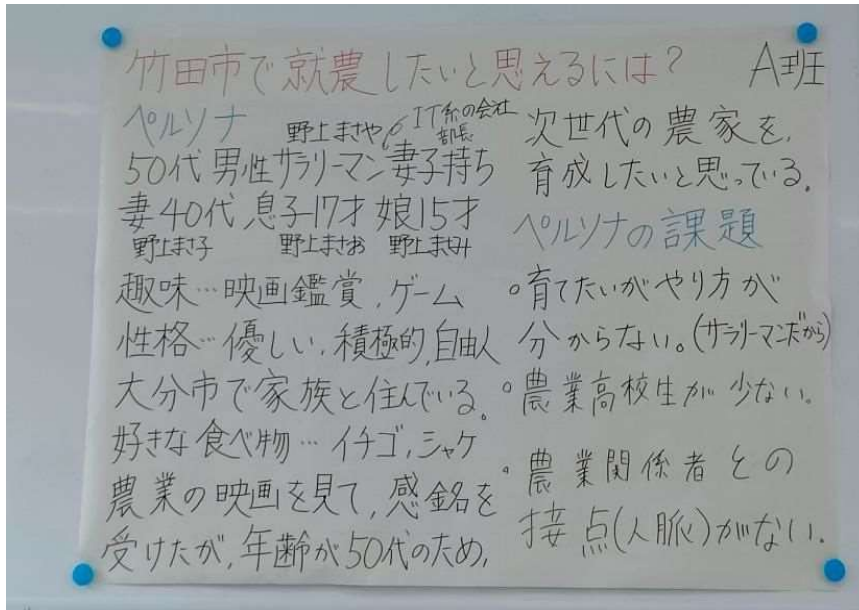 竹田市で就農したいと思えるには?
A班
ペルソナ
野上まさや
IT系の会社
部長
50代 男性サラリーマン 妻子持ち
妻40代 息子17才 娘15才
野上まさ子 野上まさお 野上まさみ
趣味…映画鑑賞,ゲーム
性格…優しい,積極的,自由人
大分市で家族と住んでいる。
好きな食べ物…イチゴ,シャケ
農業の映画を見て,感銘を
受けたが,年齢が50代のため,
次世代の農家を,
育成したいと思っている。
ペルソナの課題
○育てたいがやり方が
分からない。(サラリーマンだから)
○農業高校生が少ない。
○農業関係者との
接点(人脈)がない.